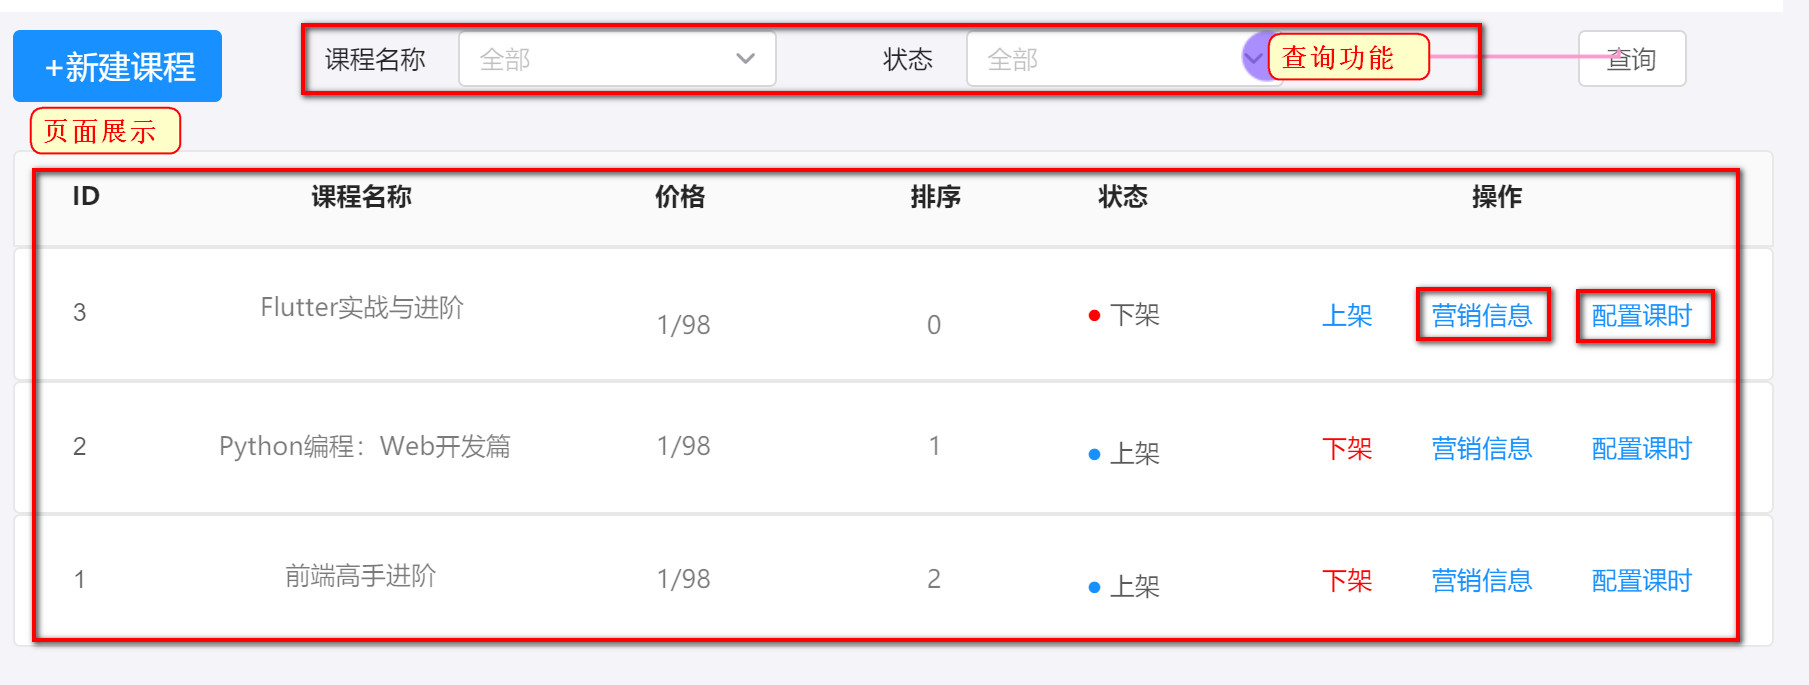 +新建课程 课程名称 全部 状态 全部 查询功能 查询
页面展示
ID 课程名称 价格 排序 状态 操作
3 Flutter实战与进阶 1/98 0 下架 上架 营销信息 配置课时
2 Python编程：Web开发篇 1/98 1 上架 下架 营销信息 配置课时
1 前端高手进阶 1/98 2 上架 下架 营销信息 配置课时